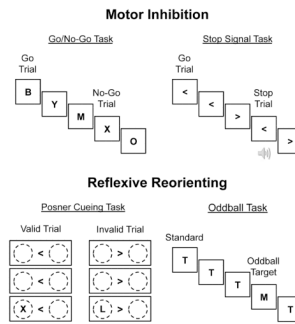 Motor Inhibition
Go/No-Go Task
Stop Signal Task
Go
Trial
B
Y
M
X
O
No-Go
Trial
Go
Trial
<
<
>
<
>
Stop
Trial
Reflexive Reorienting
Posner Cueing Task
Oddball Task
Valid Trial
Invalid Trial
<
>
<
>
X <
L >
Standard
T
T
T
M
T
Oddball
Target